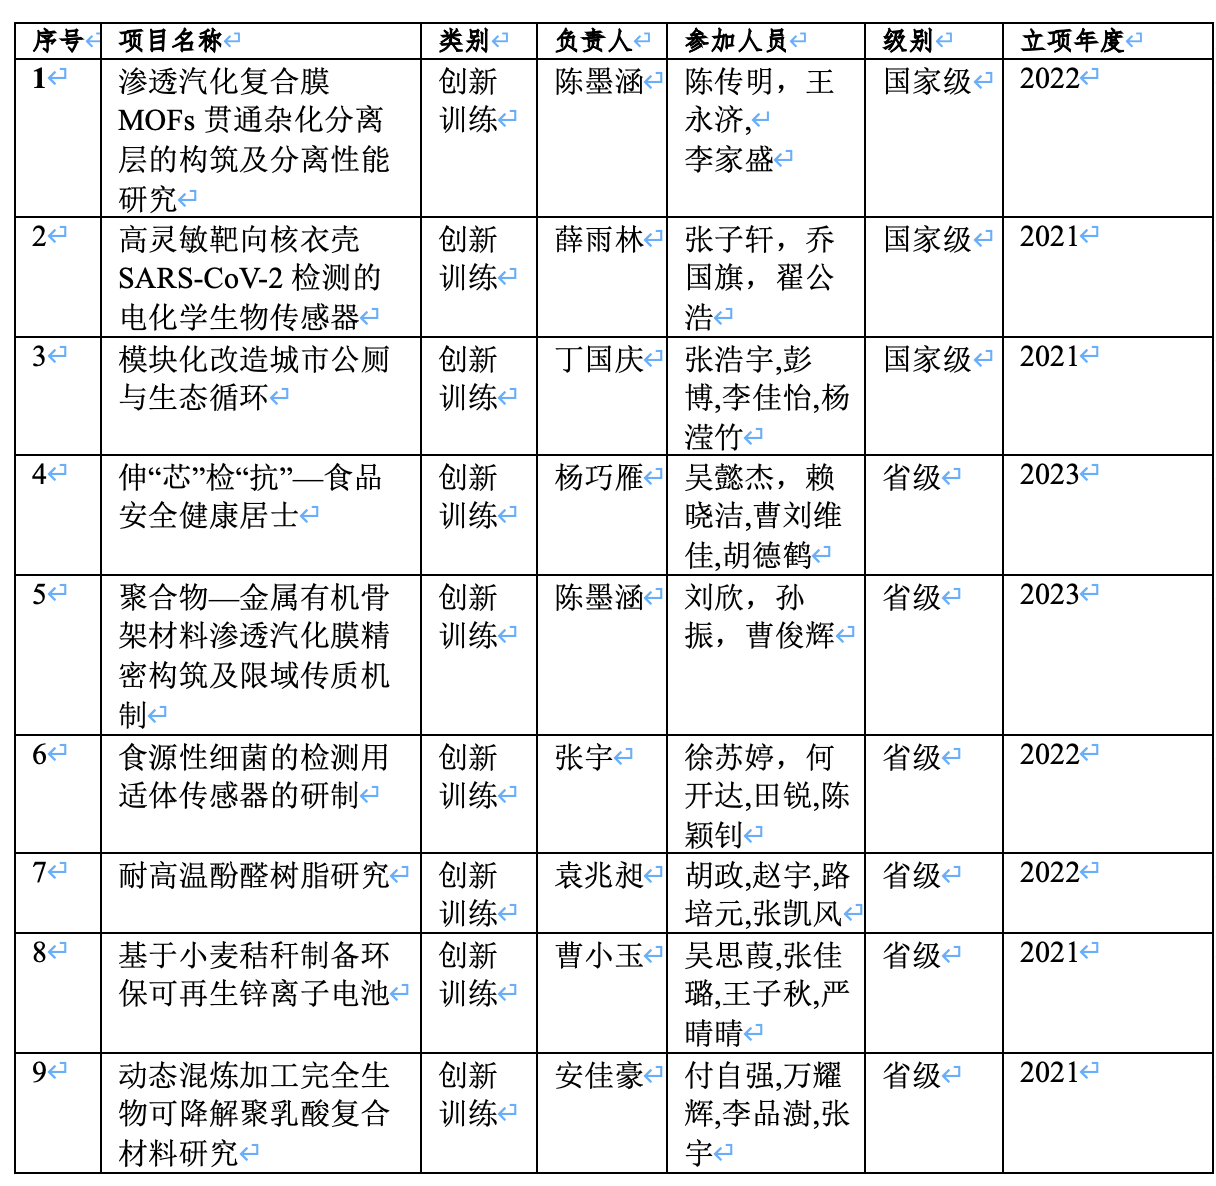 序号 项目名称 类别 负责人 参加人员 级别 立项年度
1 渗透汽化复合膜 创新 陈墨涵 陈传明，王 国家级 2022
MOFs 贯通杂化分离 训练 永济,
层的构筑及分离性能 李家盛
研究
2 高灵敏靶向核衣壳 创新 薛雨林 张子轩，乔 国家级 2021
SARS-CoV-2 检测的 训练 国旗，翟公
电化学生物传感器 浩
3 模块化改造城市公厕 创新 丁国庆 张浩宇,彭 国家级 2021
与生态循环 训练 博,李佳怡,杨
滢竹
4 伸“芯”检“抗”—食品 创新 杨巧雁 吴懿杰，赖 省级 2023
安全健康居士 训练 晓洁,曹刘维
佳,胡德鹤
5 聚合物—金属有机骨 创新 陈墨涵 刘欣，孙 省级 2023
架材料渗透汽化膜精 训练 振，曹俊辉
密构筑及限域传质机
制
6 食源性细菌的检测用 创新 张宇 徐苏婷，何 省级 2022
适体传感器的研制 训练 开达,田锐,陈
颖钊
7 耐高温酚醛树脂研究 创新 袁兆昶 胡政,赵宇,路 省级 2022
训练 培元,张凯风
8 基于小麦秸秆制备环 创新 曹小玉 吴思葭,张佳 省级 2021
保可再生锌离子电池 训练 璐,王子秋,严
晴晴
9 动态混炼加工完全生 创新 安佳豪 付自强,万耀 省级 2021
物可降解聚乳酸复合 训练 辉,李品澍,张
材料研究 宇